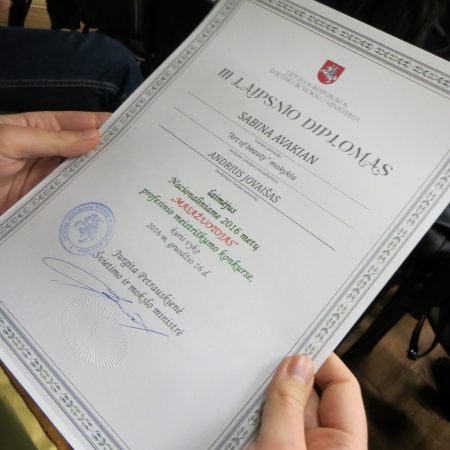 LIETUVOS RESPUBLIKOS
ŠVIETIMO IR MOKSLO MINISTERIJA
III LAIPSNIO DIPLOMAS
SABINA AVAKIAN
"Art of beauty" mokykla
ANDRIUS JOVAIŠAS
laimėjus
Nacionaliniame 2016 metų
„MASAŽUOTOJAS"
profesinio meistriškumo konkurse,
kuris vyko
2016 m. gruodžio 16 d.
Jurgita Petrauskienė
Švietimo ir mokslo ministrė